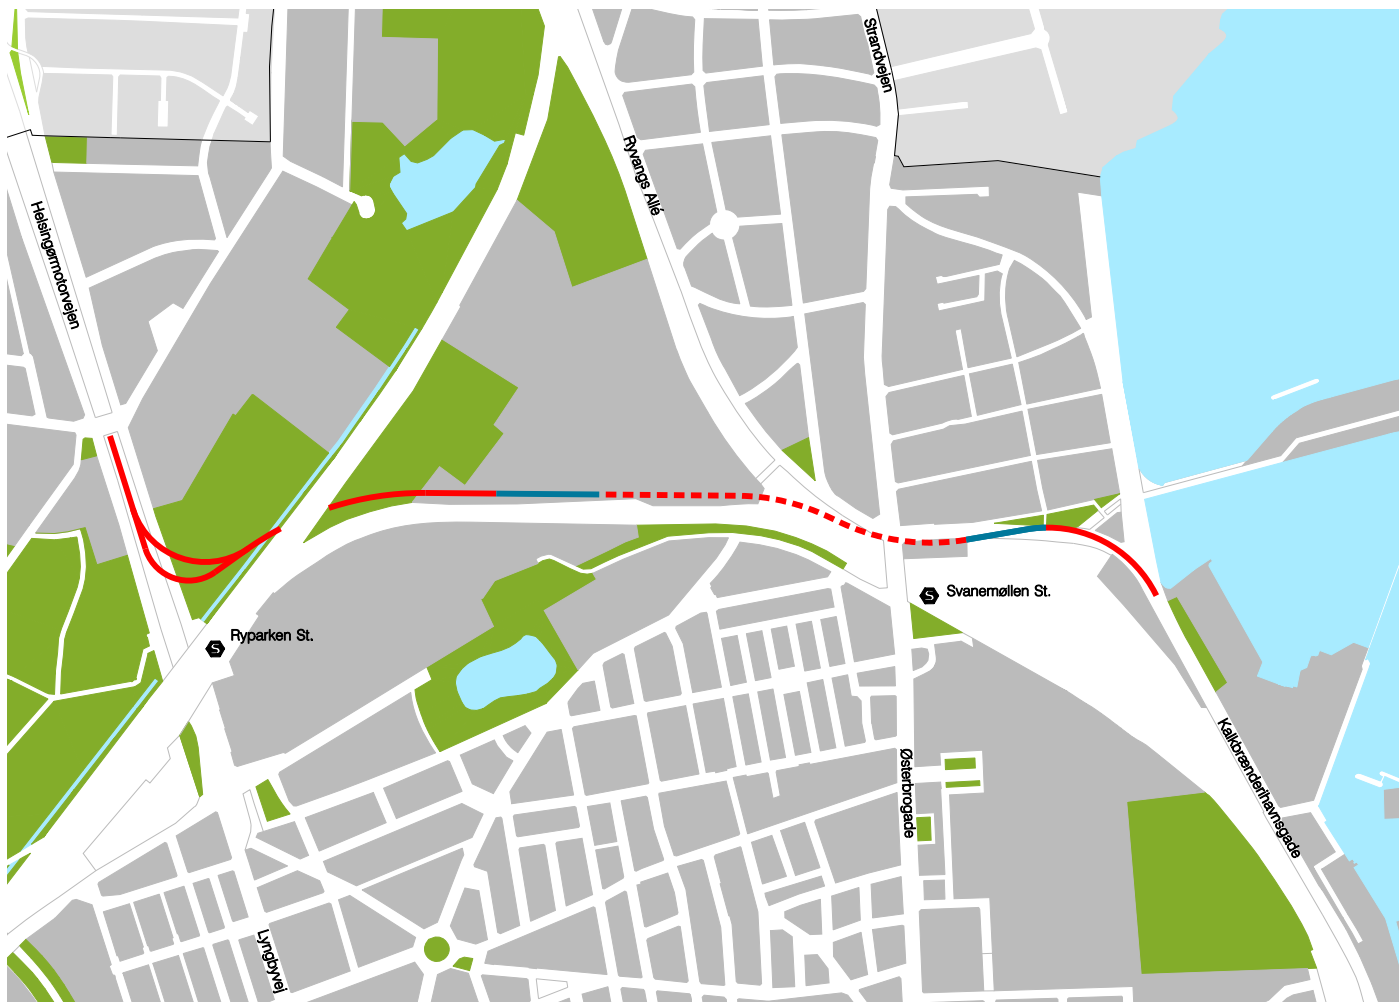 Strandvejen
Ryvangs Allé
Helsingørmotorvejen
Svanemøllen St.
S
Ryparken St.
S
Kalkbrænderihavnsgade
Østerbrogade
Lyngbyvej